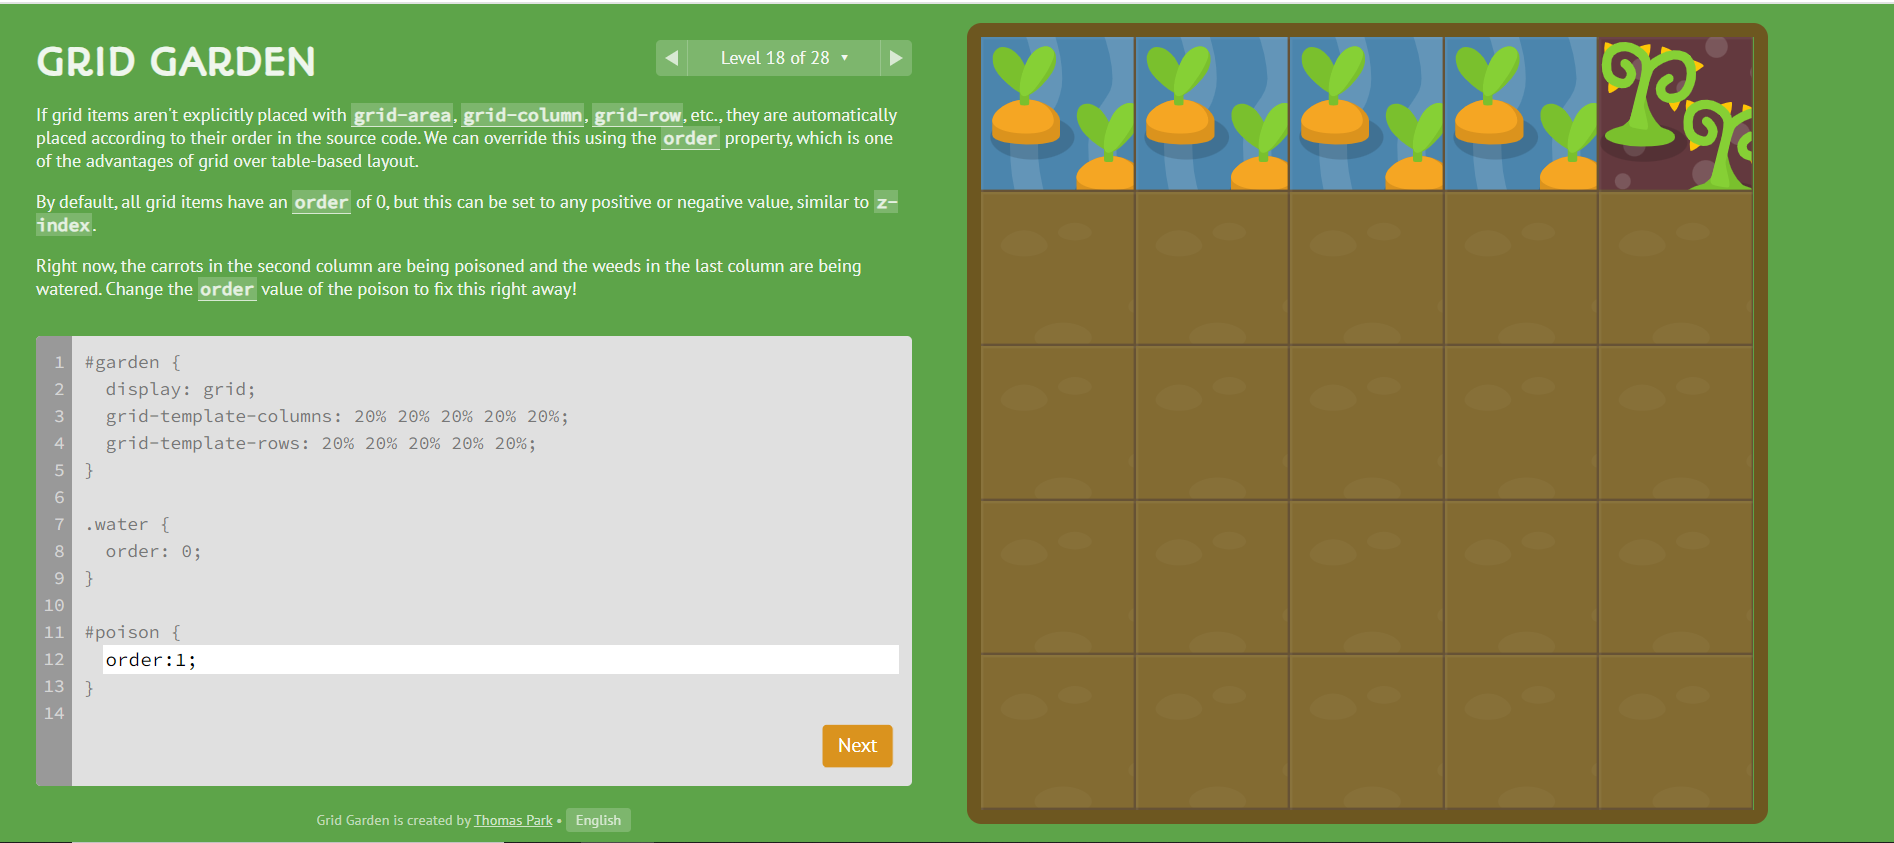 GRID GARDEN
◀ Level 18 of 28 ▾ ▶
If grid items aren't explicitly placed with grid-area, grid-column, grid-row, etc., they are automatically
placed according to their order in the source code. We can override this using the order property, which is one
of the advantages of grid over table-based layout.
By default, all grid items have an order of 0, but this can be set to any positive or negative value, similar to z-
index.
Right now, the carrots in the second column are being poisoned and the weeds in the last column are being
watered. Change the order value of the poison to fix this right away!
1 #garden {
2 display: grid;
3 grid-template-columns: 20% 20% 20% 20% 20%;
4 grid-template-rows: 20% 20% 20% 20% 20%;
5 }
6
7 .water {
8 order: 0;
9 }
10
11 #poison {
12 order:1;
13 }
14
Next
Grid Garden is created by Thomas Park • English